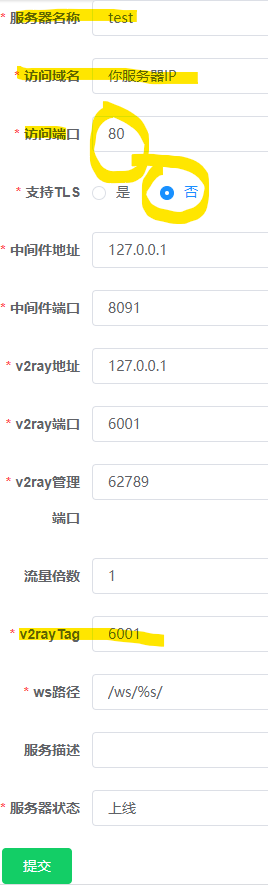 * 服务器名称 test
* 访问域名 你服务器IP
* 访问端口 80
* 支持TLS 是 否
* 中间件地址 127.0.0.1
* 中间件端口 8091
* v2ray地址 127.0.0.1
* v2ray端口 6001
* v2ray管理 62789
端口
流量倍数 1
* v2rayTag 6001
* ws路径 /ws/%s/
服务描述
* 服务器状态 上线
提交